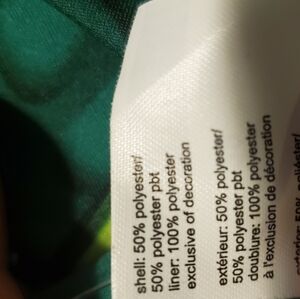 shell: 50% polyester/
50% polyester pbt
liner: 100% polyester
exclusive of decoration
extérieur: 50% polyester/
50% polyester pbt
doublure: 100% polyester
à l'exclusion de décoration